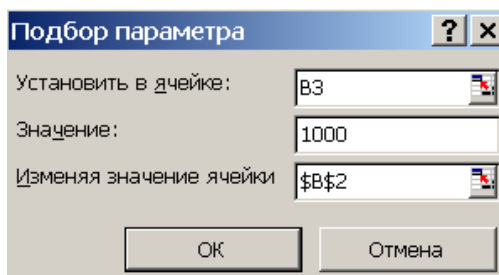 Подбор параметра ? ×
Установить в ячейке: B3
Значение: 1000
Изменяя значение ячейки $B$2
ОК Отмена